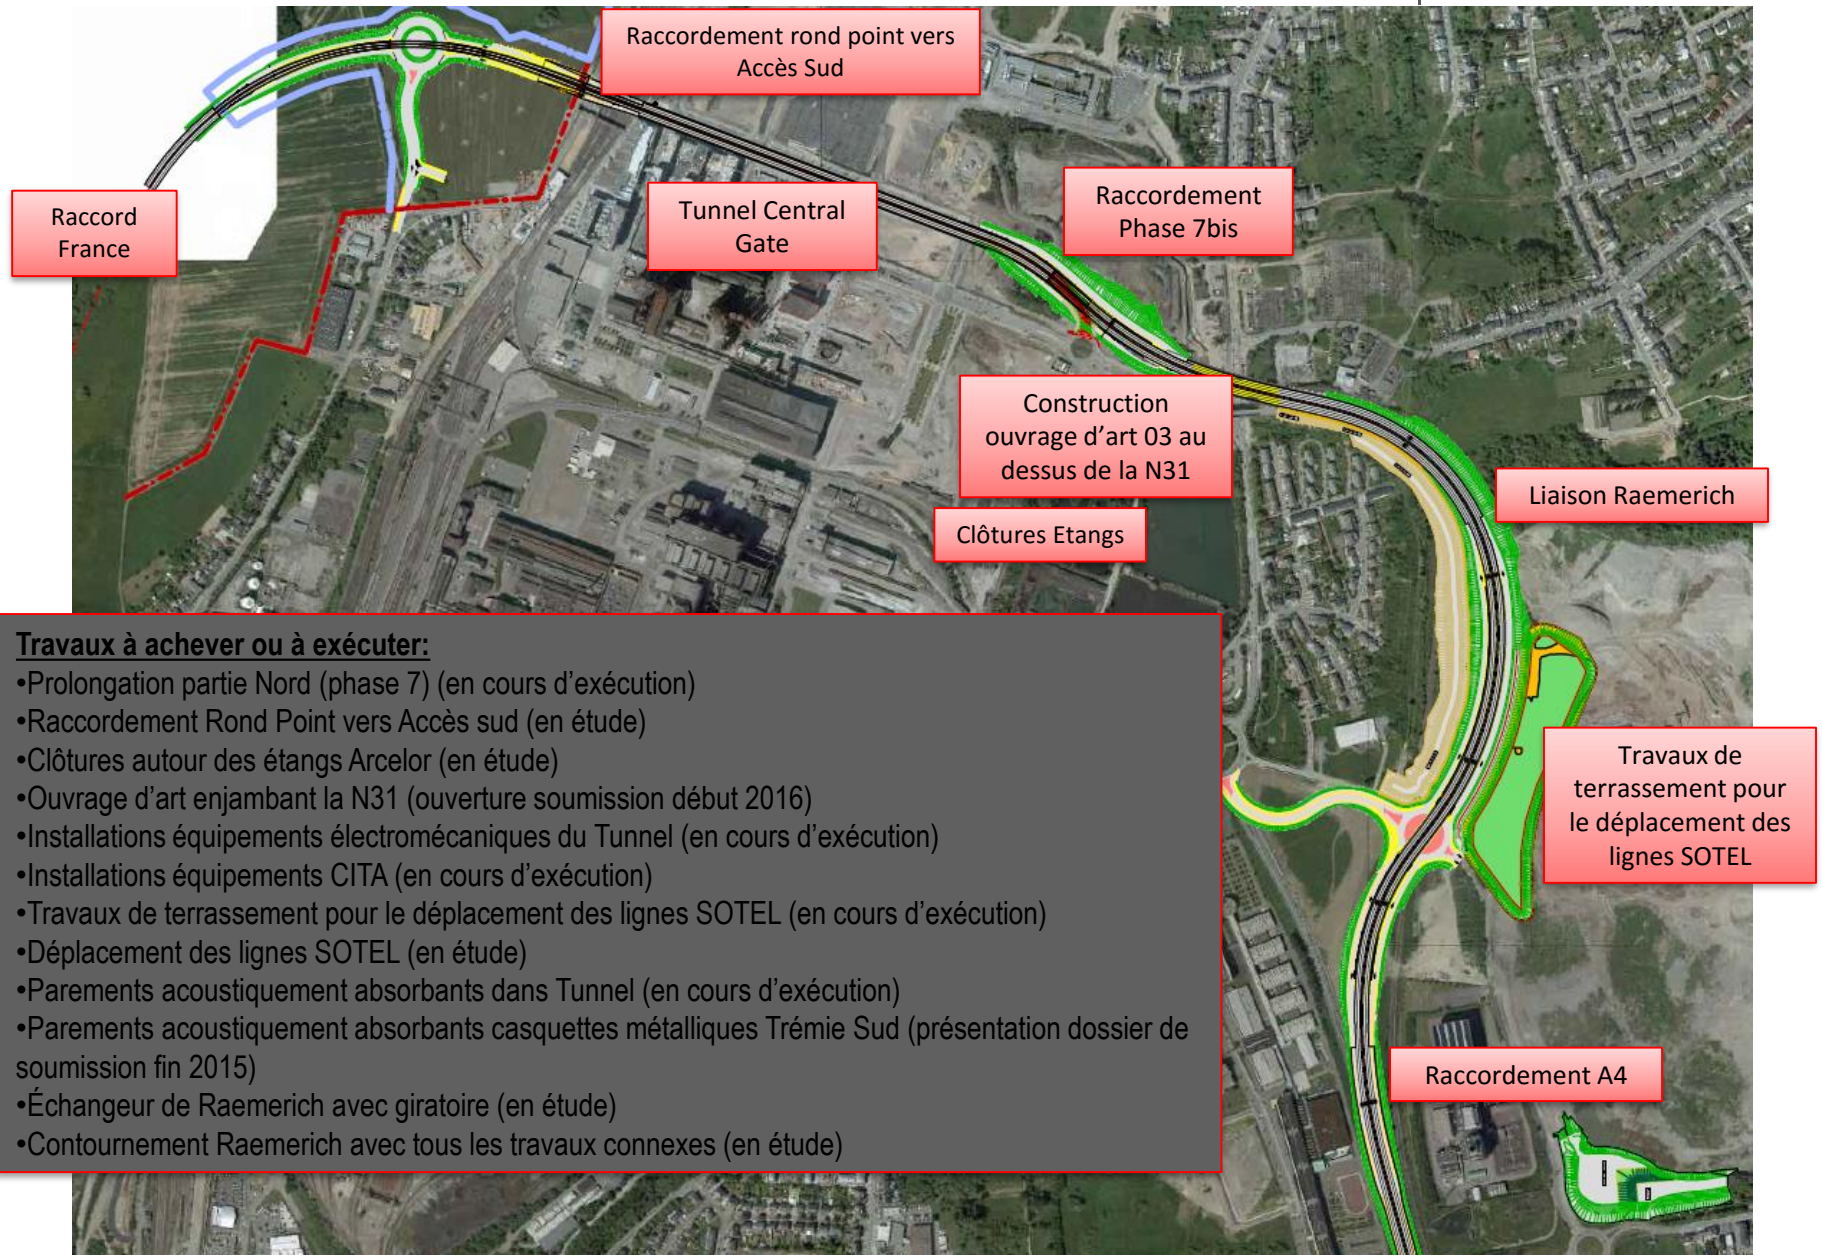 Raccordement rond point vers
Accès Sud
Raccord
France
Tunnel Central
Gate
Raccordement
Phase 7bis
Construction
ouvrage d’art 03 au
dessus de la N31
Liaison Raemerich
Clôtures Etangs
Travaux à achever ou à exécuter:
•Prolongation partie Nord (phase 7) (en cours d’exécution)
•Raccordement Rond Point vers Accès sud (en étude)
•Clôtures autour des étangs Arcelor (en étude)
•Ouvrage d’art enjambant la N31 (ouverture soumission début 2016)
•Installations équipements électromécaniques du Tunnel (en cours d’exécution)
•Installations équipements CITA (en cours d’exécution)
•Travaux de terrassement pour le déplacement des lignes SOTEL (en cours d’exécution)
•Déplacement des lignes SOTEL (en étude)
•Parements acoustiquement absorbants dans Tunnel (en cours d’exécution)
•Parements acoustiquement absorbants casquettes métalliques Trémie Sud (présentation dossier de
soumission fin 2015)
•Échangeur de Raemerich avec giratoire (en étude)
•Contournement Raemerich avec tous les travaux connexes (en étude)
Travaux de
terrassement pour
le déplacement des
lignes SOTEL
Raccordement A4